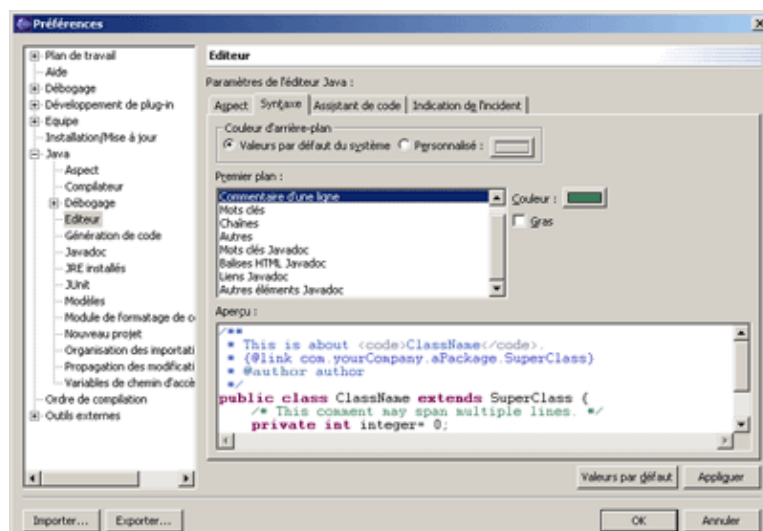 Préférences
Plan de travail
Aide
Débogage
Développement de plug-in
Equipe
Installation/Mise à jour
Java
Aspect
Compilateur
Débogage
Editeur
Génération de code
Javadoc
JRE installés
JUnit
Modèles
Module de formatage de co
Nouveau projet
Organisation des importati
Propagation des modificati
Variables de chemin d'accè
Ordre de compilation
Outils externes
Editeur
Paramètres de l'éditeur Java :
Aspect Syntaxe Assistant de code Indication de l'incident
Couleur d'arrière-plan
Valeurs par défaut du système Personnalisé :
Premier plan :
Commentaire d'une ligne
Mots clés
Chaînes
Autres
Mots clés Javadoc
Balises HTML Javadoc
Liens Javadoc
Autres éléments Javadoc
Couleur :
Gras
Aperçu :
/**
* This is about <code>ClassName</code>.
* {@link com.yourCompany.aPackage.SuperClass}
* @author author
*/
public class ClassName extends SuperClass {
/* This comment may span multiple lines. */
private int integer= 0;
Valeurs par défaut Appliquer
Importer... Exporter... OK Annuler